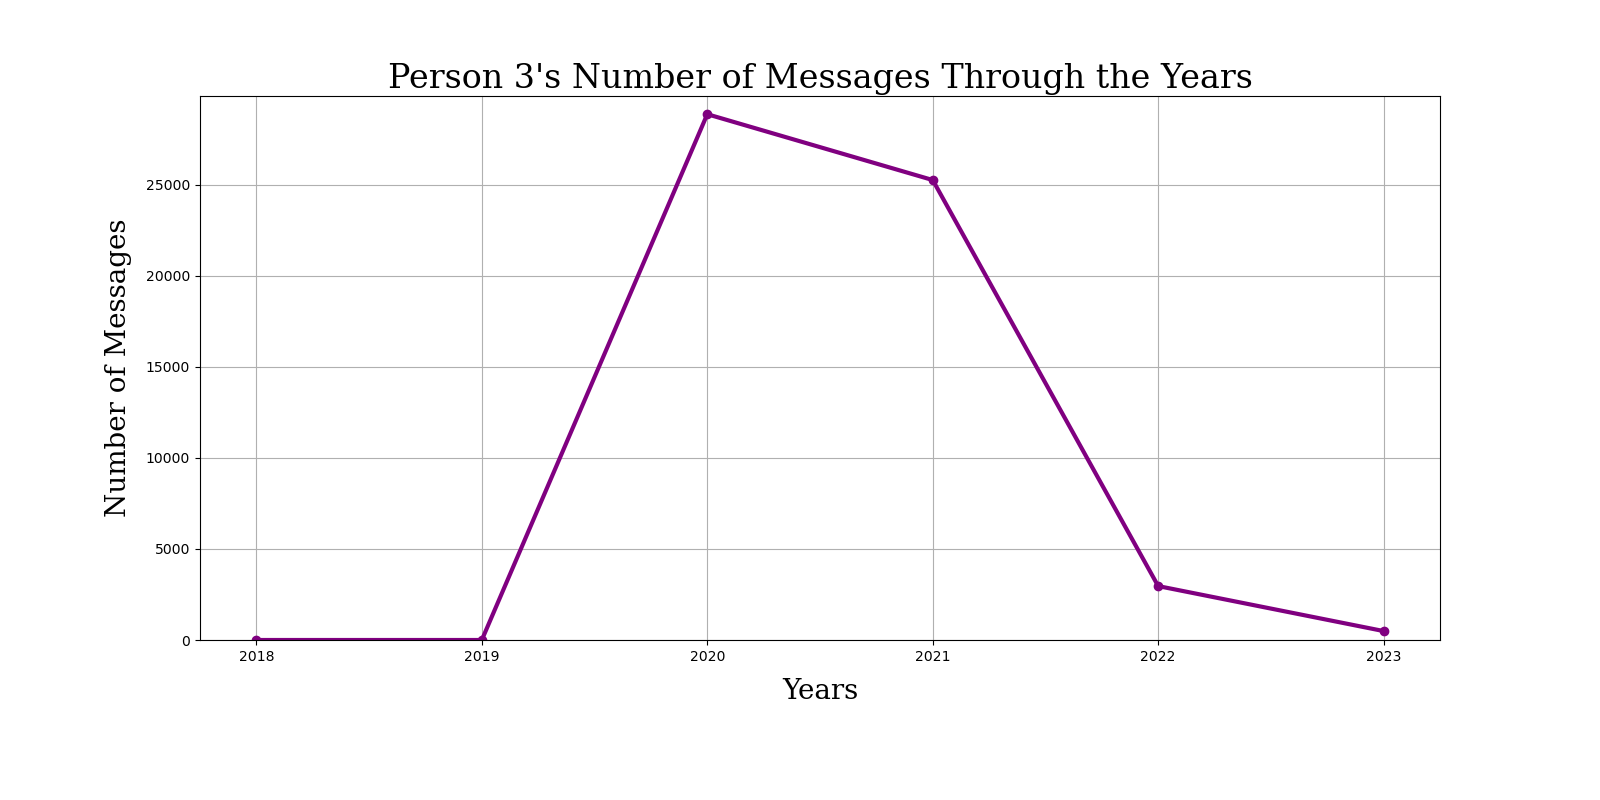 Person 3's Number of Messages Through the Years
Number of Messages
25000
20000
15000
10000
5000
0
2018 2019 2020 2021 2022 2023
Years